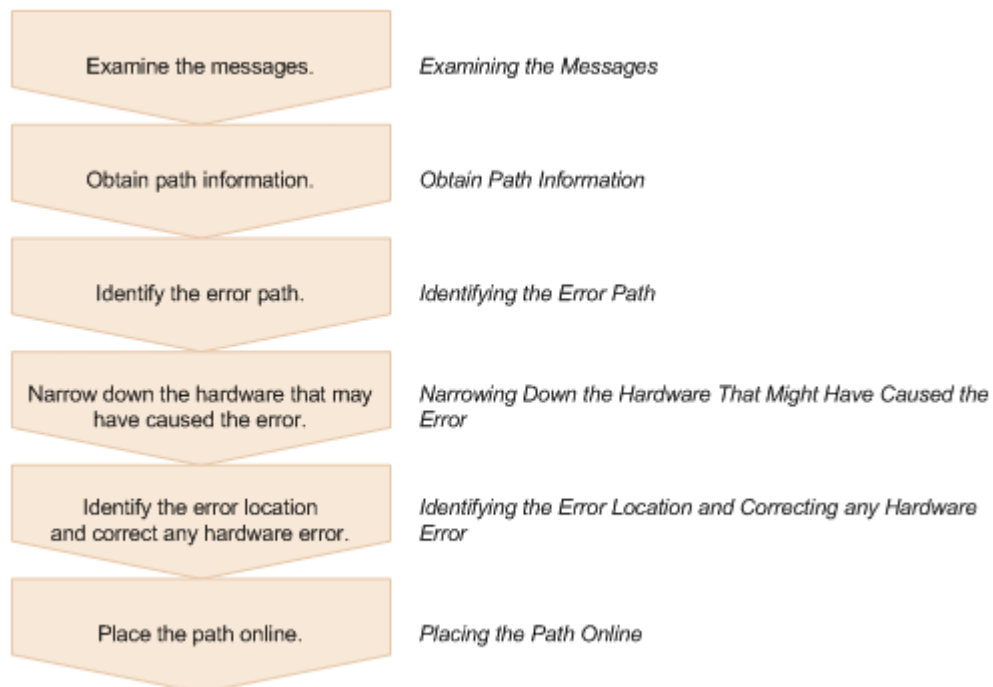 Examine the messages.
Examining the Messages
Obtain path information.
Obtain Path Information
Identify the error path.
Identifying the Error Path
Narrow down the hardware that may
have caused the error.
Narrowing Down the Hardware That Might Have Caused the
Error
Identify the error location
and correct any hardware error.
Identifying the Error Location and Correcting any Hardware
Error
Place the path online.
Placing the Path Online